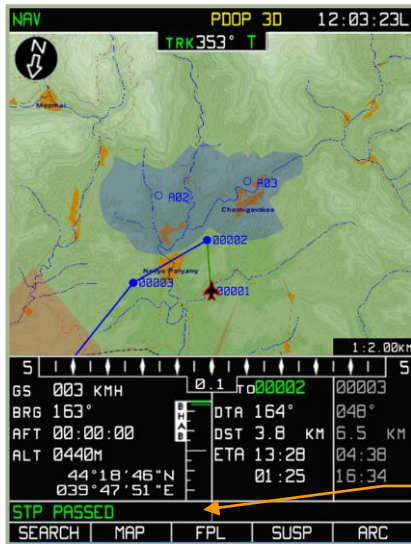 NAV PDOP 3D 12:03:23L
TRK353° T
N
Mezmai
A02
A03
Chernigovskoe
00002
Novye Polyany
00003
00001
1:2.00KM
5 0.1 5
GS 003 KMH TO00002 00003
BRG 163° DTA 164° 048°
AFT 00:00:00 DST 3.8 KM 6.5 KM
ALT 0440M ETA 13:28 04:38
44°18'46"N 01:25 16:34
039°47'51"E
STP PASSED
SEARCH MAP FPL SUSP ARC